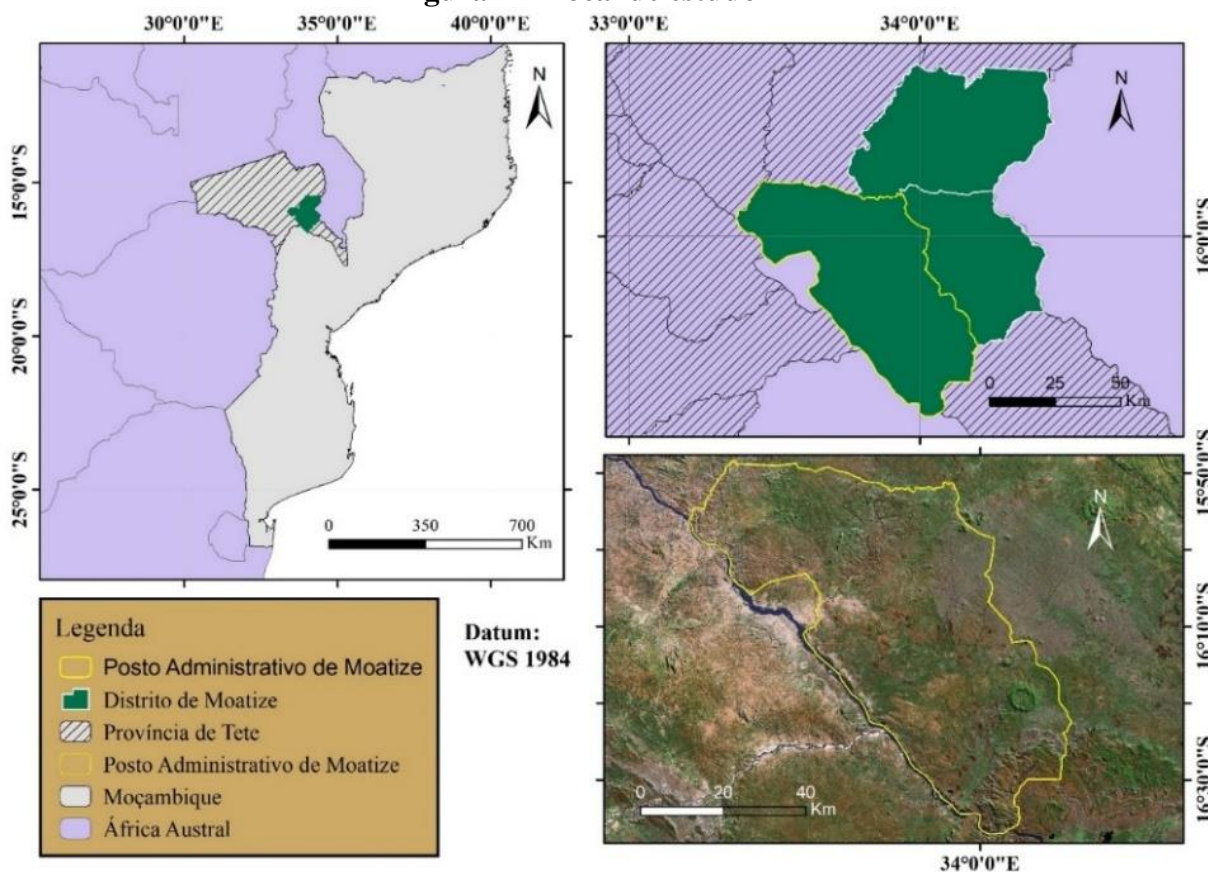 30°0'0"E 35°0'0"E 40°0'0"E
15°0'0"S
20°0'0"S
25°0'0"S
N
0 350 700
Km
33°0'0"E 34°0'0"E
16°0'0"S
N
0 25 50
Km
15°50'0"S
16°10'0"S
16°30'0"S
N
0 20 40
Km
34°0'0"E
Legenda
Posto Administrativo de Moatize
Distrito de Moatize
Província de Tete
Posto Administrativo de Moatize
Moçambique
África Austral
Datum:
WGS 1984